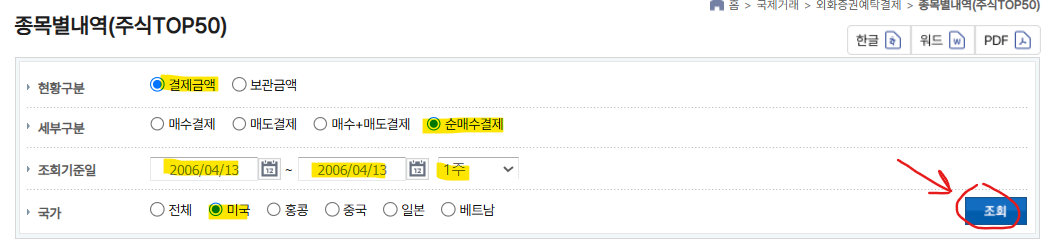 홈 > 국제거래 > 외화증권예탁결제 > 종목별내역(주식TOP50)
종목별내역(주식TOP50)
한글 워드 W PDF
현황구분 결제금액 보관금액
세부구분 매수결제 매도결제 매수+매도결제 순매수결제
조회기준일 2006/04/13 12 ~ 2006/04/13 12 1주
국가 전체 미국 홍콩 중국 일본 베트남 조회